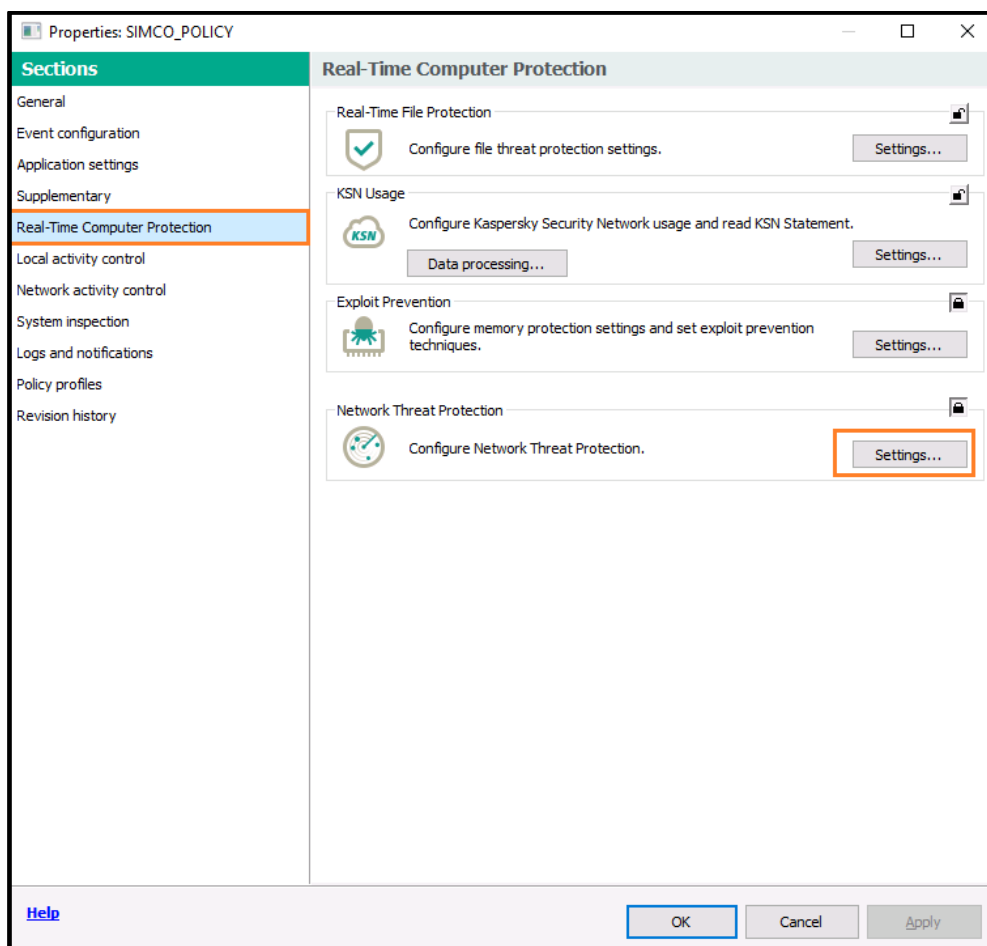 Properties: SIMCO_POLICY
Sections
General
Event configuration
Application settings
Supplementary
Real-Time Computer Protection
Local activity control
Network activity control
System inspection
Logs and notifications
Policy profiles
Revision history
Real-Time Computer Protection
Real-Time File Protection
Configure file threat protection settings.
Settings...
KSN Usage
KSN
Configure Kaspersky Security Network usage and read KSN Statement.
Data processing...
Settings...
Exploit Prevention
Configure memory protection settings and set exploit prevention
techniques.
Settings...
Network Threat Protection
Configure Network Threat Protection.
Settings...
Help
OK
Cancel
Apply